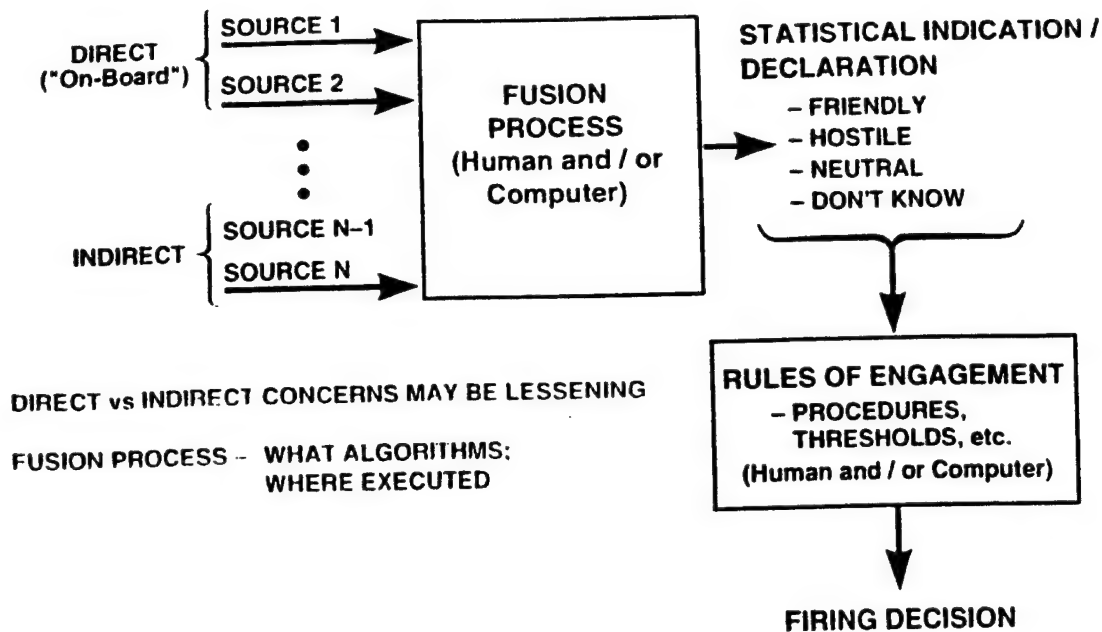 DIRECT
("On-Board")
SOURCE 1
SOURCE 2
INDIRECT
SOURCE N–1
SOURCE N
FUSION
PROCESS
(Human and / or
Computer)
STATISTICAL INDICATION /
DECLARATION
– FRIENDLY
– HOSTILE
– NEUTRAL
– DON'T KNOW
RULES OF ENGAGEMENT
– PROCEDURES,
THRESHOLDS, etc.
(Human and / or Computer)
FIRING DECISION
DIRECT vs INDIRECT CONCERNS MAY BE LESSENING
FUSION PROCESS – WHAT ALGORITHMS;
WHERE EXECUTED